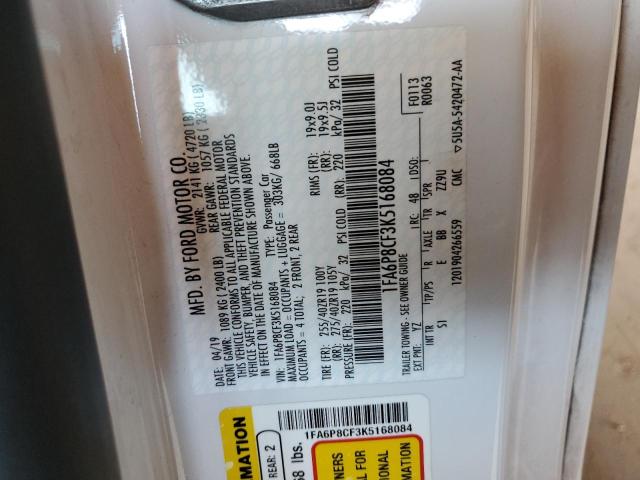 MFD. BY FORD MOTOR CO.
DATE: 04/19 GVWR: 2141 KG ( 4720 LB)
FRONT GAWR: 1089 KG ( 2400 LB) REAR GAWR: 1057 KG ( 2330 LB)
THIS VEHICLE CONFORMS TO ALL APPLICABLE FEDERAL MOTOR
VEHICLE SAFETY, BUMPER, AND THEFT PREVENTION STANDARDS
IN EFFECT ON THE DATE OF MANUFACTURE SHOWN ABOVE.
VIN: 1FA6P8CF3K5168084 TYPE: Passenger Car
MAXIMUM LOAD = OCCUPANTS + LUGGAGE = 303KG/ 668LB
OCCUPANTS = 4 TOTAL; 2 FRONT, 2 REAR
TIRE (FR): 255/40ZR19 100Y RIMS (FR): 19x9.0J
(RR): 275/40ZR19 105Y (RR): 19x9.5J
PRESSURE (FR): 220 kPa/ 32 PSI COLD (RR): 220 kPa/ 32 PSI COLD
1FA6P8CF3K5168084
F0113
R0063
TRAILER TOWING - SEE OWNER GUIDE
EXT PNT: YZ RC: 48 DSO:
INT TR TP/PS R AXLE TR SPR
S1 E BB X ZZ9U
1201904266559 CMC ▽5U5A-5420472-AA
1FA6P8CF3K5168084
REAR: 2